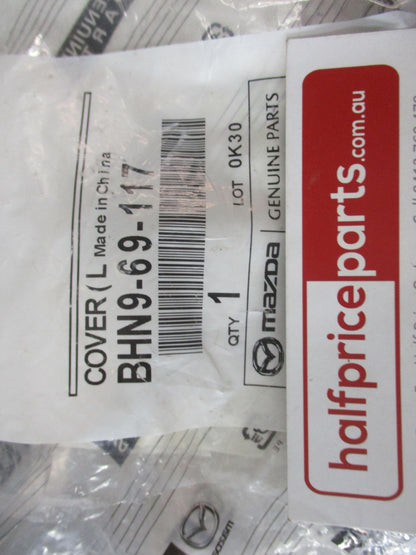 COVER ( L
Made in China
BHN9-69-117
QTY 1
LOT 0K30
mazda
GENUINE PARTS
halfpriceparts.com.au